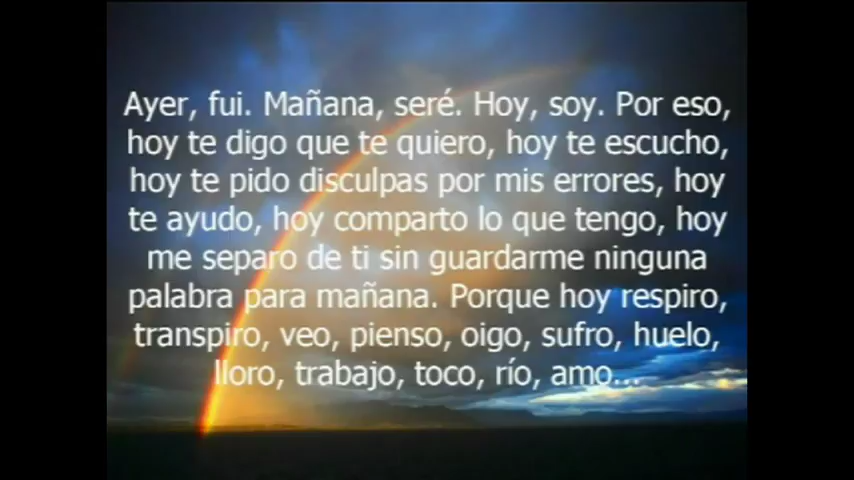 Ayer, fui. Mañana, seré. Hoy, soy. Por eso,
hoy te digo que te quiero, hoy te escucho,
hoy te pido disculpas por mis errores, hoy
te ayudo, hoy comparto lo que tengo, hoy
me separo de ti sin guardarme ninguna
palabra para mañana. Porque hoy respiro,
transpiro, veo, pienso, oigo, sufro, huelo,
lloro, trabajo, toco, río, amo...